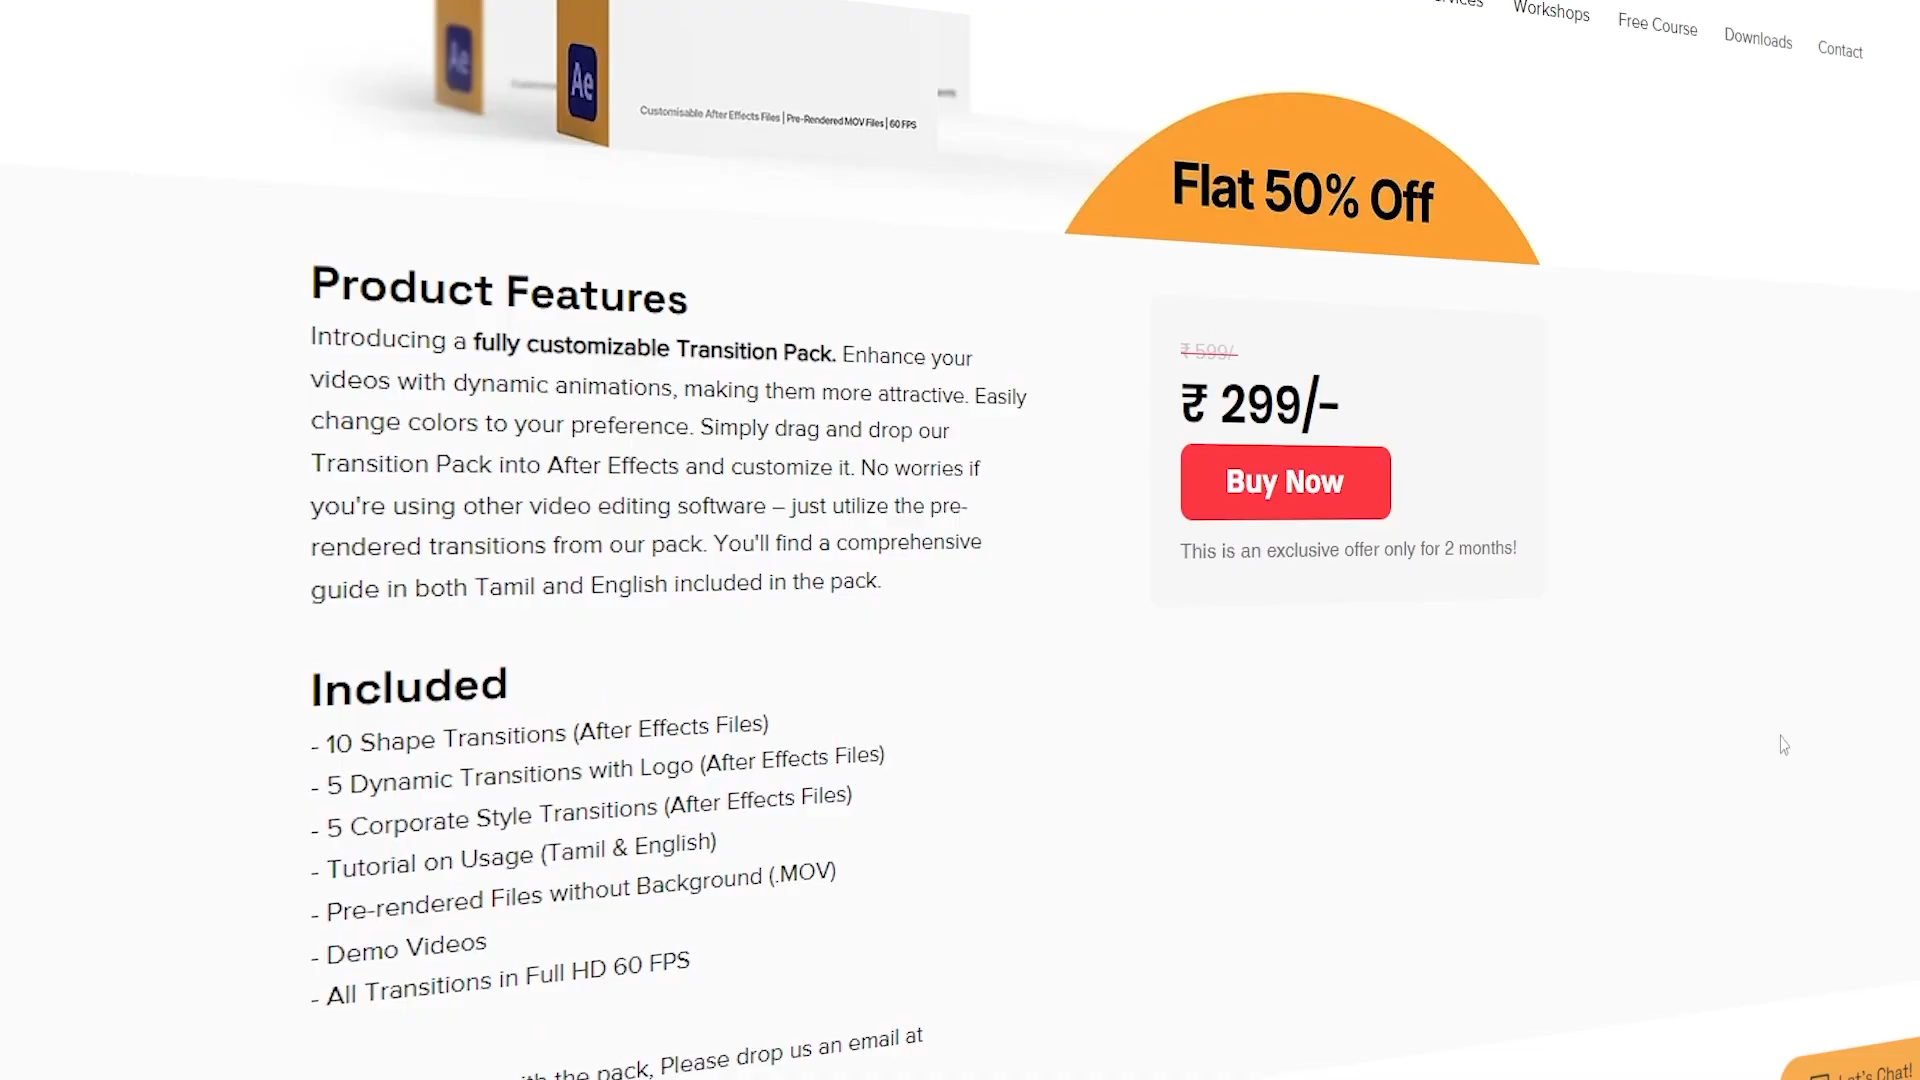 Workshops
Free Course
Downloads
Contact
Ae
Ae
Customisable After Effects Files | Pre-Rendered MOV Files | 60 FPS
Flat 50% Off
Product Features
Introducing a fully customizable Transition Pack. Enhance your
videos with dynamic animations, making them more attractive. Easily
change colors to your preference. Simply drag and drop our
Transition Pack into After Effects and customize it. No worries if
you're using other video editing software – just utilize the pre-
rendered transitions from our pack. You'll find a comprehensive
guide in both Tamil and English included in the pack.
₹ 599/-
₹ 299/-
Buy Now
This is an exclusive offer only for 2 months!
Included
- 10 Shape Transitions (After Effects Files)
- 5 Dynamic Transitions with Logo (After Effects Files)
- 5 Corporate Style Transitions (After Effects Files)
- Tutorial on Usage (Tamil & English)
- Pre-rendered Files without Background (.MOV)
- Demo Videos
- All Transitions in Full HD 60 FPS
the pack, Please drop us an email at
Let's Chat!